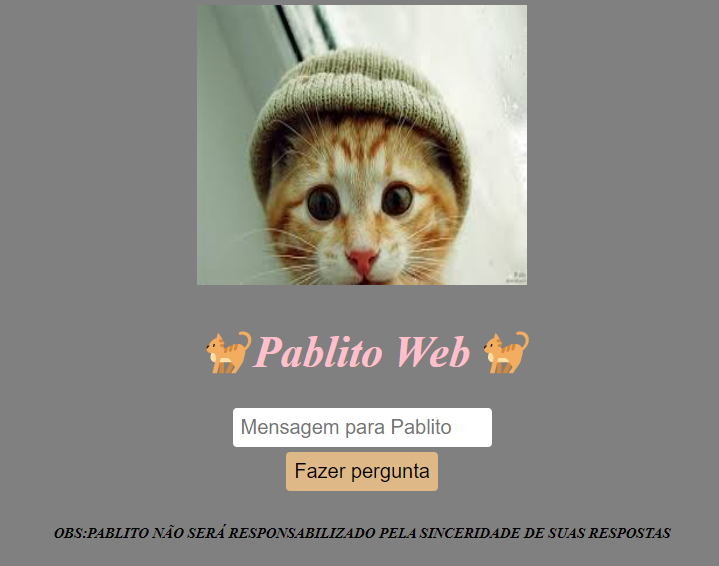 Pablito Web
Mensagem para Pablito
Fazer pergunta
OBS:PABLITO NÃO SERÁ RESPONSABILIZADO PELA SINCERIDADE DE SUAS RESPOSTAS